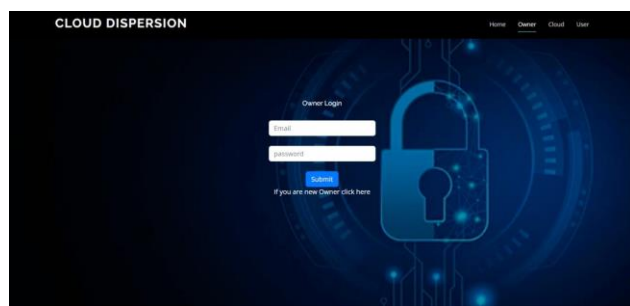 CLOUD DISPERSION
Home Owner Cloud User
Owner Login
Email
password
Submit
If you are new Owner click here